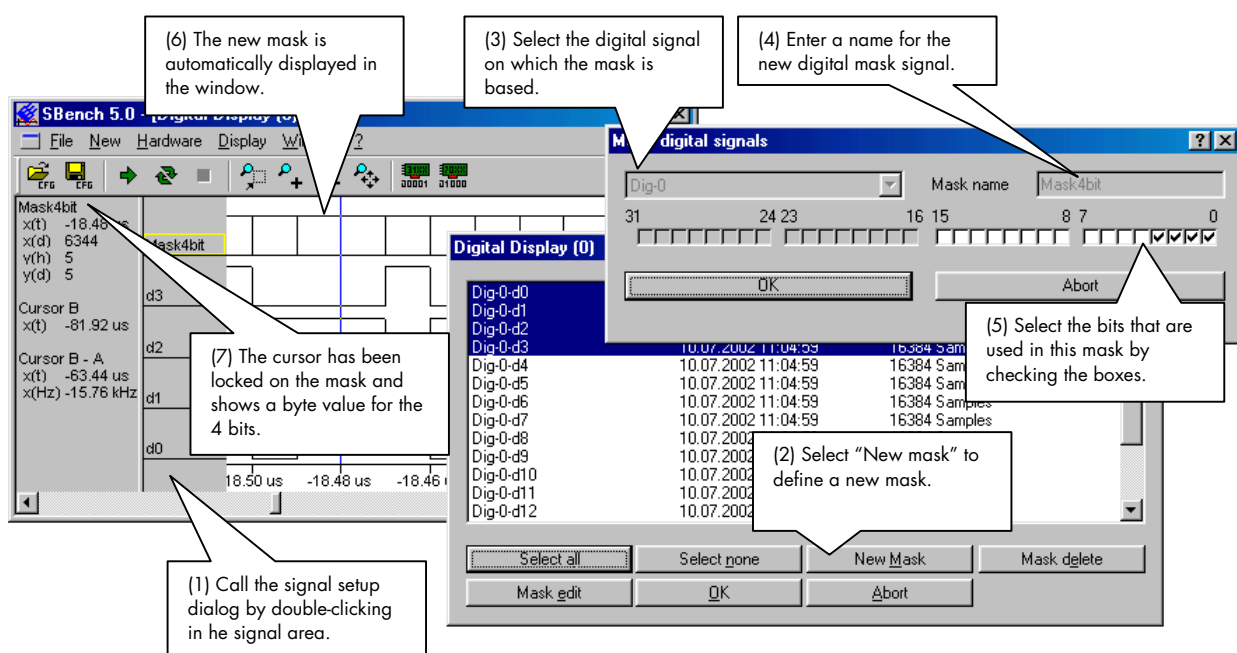 (6) The new mask is
automatically displayed in
the window.
(3) Select the digital signal
on which the mask is
based.
(4) Enter a name for the
new digital mask signal.
SBench 5.0 - [Digital Display (0)
File New Hardware Display ?
CFG CFG
Mask4bit
x(t) -18.48 us
x(d) 6344
y(h) 5
y(d) 5
Cursor B
x(t) -81.92 us
Cursor B - A
x(t) -63.44 us
x(Hz) -15.76 kHz
Mask4bit
d3
d2
d1
d0
18.50 us -18.48 us -18.46
(7) The cursor has been
locked on the mask and
shows a byte value for the
4 bits.
(1) Call the signal setup
dialog by double-clicking
in he signal area.
digital signals
Dig-0 Mask name Mask4bit
31 24 23 16 15 8 7 0
OK Abort
(5) Select the bits that are
used in this mask by
checking the boxes.
Digital Display (0)
Dig-0-d0
Dig-0-d1
Dig-0-d2
Dig-0-d3 10.07.2002 11:04:59 16384 Sam
Dig-0-d4 10.07.2002 11:04:59 16384 Sam
Dig-0-d5 10.07.2002 11:04:59 16384 Sam
Dig-0-d6 10.07.2002 11:04:59 16384 Samples
Dig-0-d7 10.07.2002 11:04:59 16384 Samples
Dig-0-d8 10.07.2002
Dig-0-d9 10.07.2002
Dig-0-d10 10.07.2002
Dig-0-d11 10.07.2002
Dig-0-d12 10.07.2002
(2) Select “New mask” to
define a new mask.
Select all Select none New Mask Mask delete
Mask edit OK Abort